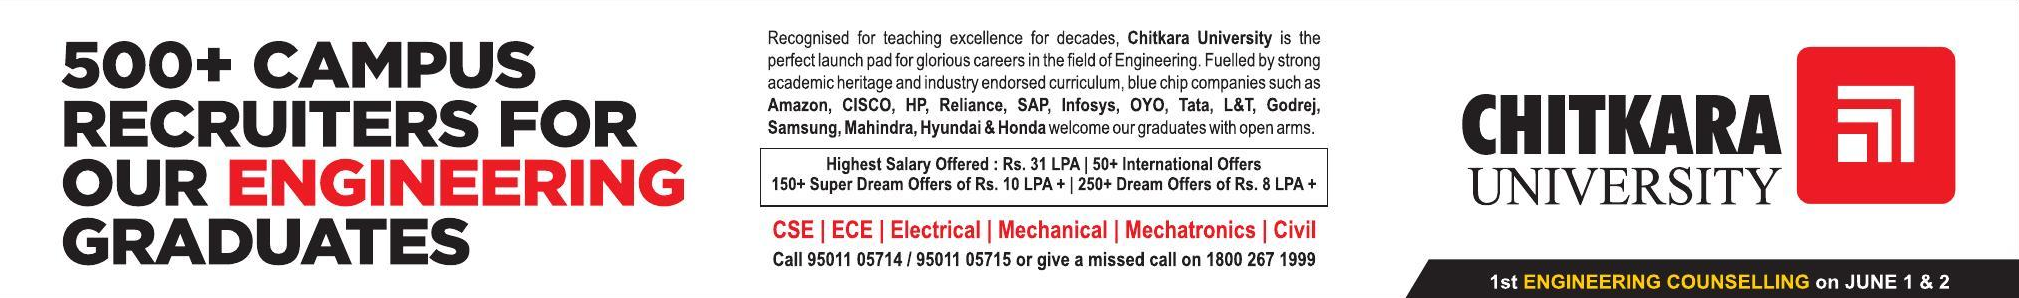 500+ CAMPUS
RECRUITERS FOR
OUR ENGINEERING
GRADUATES
Recognised for teaching excellence for decades, Chitkara University is the
perfect launch pad for glorious careers in the field of Engineering. Fuelled by strong
academic heritage and industry endorsed curriculum, blue chip companies such as
Amazon, CISCO, HP, Reliance, SAP, Infosys, OYO, Tata, L&T, Godrej,
Samsung, Mahindra, Hyundai & Honda welcome our graduates with open arms.
Highest Salary Offered : Rs. 31 LPA | 50+ International Offers
150+ Super Dream Offers of Rs. 10 LPA + | 250+ Dream Offers of Rs. 8 LPA +
CSE | ECE | Electrical | Mechanical | Mechatronics | Civil
Call 95011 05714 / 95011 05715 or give a missed call on 1800 267 1999
CHITKARA
UNIVERSITY
1st ENGINEERING COUNSELLING on JUNE 1 & 2